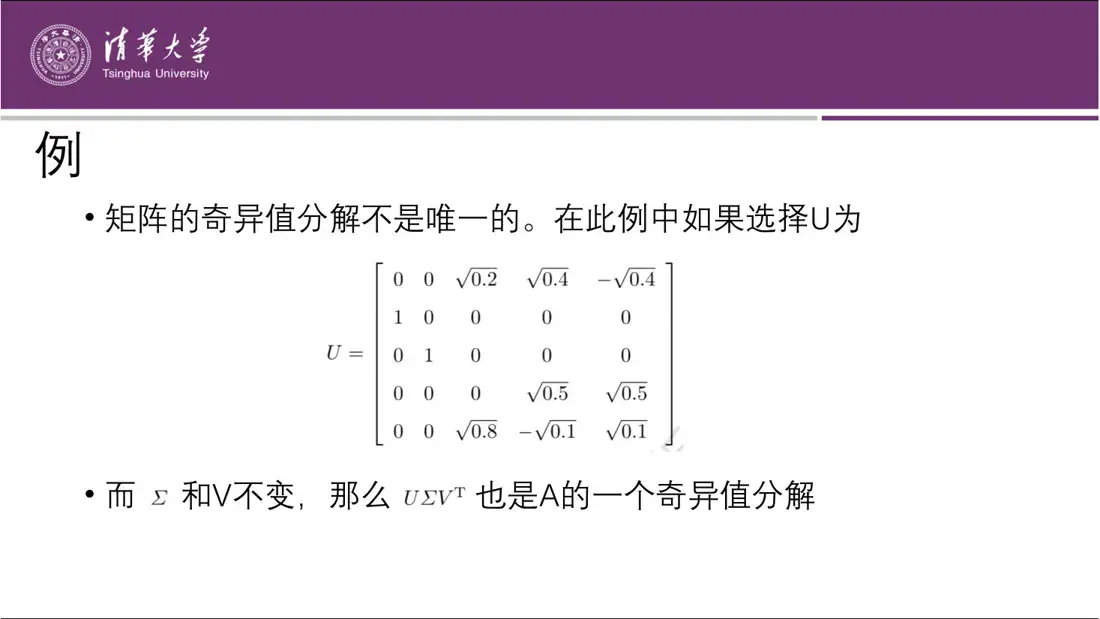 清华大学
Tsinghua University
例
• 矩阵的奇异值分解不是唯一的。在此例中如果选择U为
U = [ 0 0 √0.2 √0.4 −√0.4
1 0 0 0 0
0 1 0 0 0
0 0 0 √0.5 √0.5
0 0 √0.8 −√0.1 √0.1 ]
• 而 Σ 和V不变，那么 UΣVᵀ 也是A的一个奇异值分解